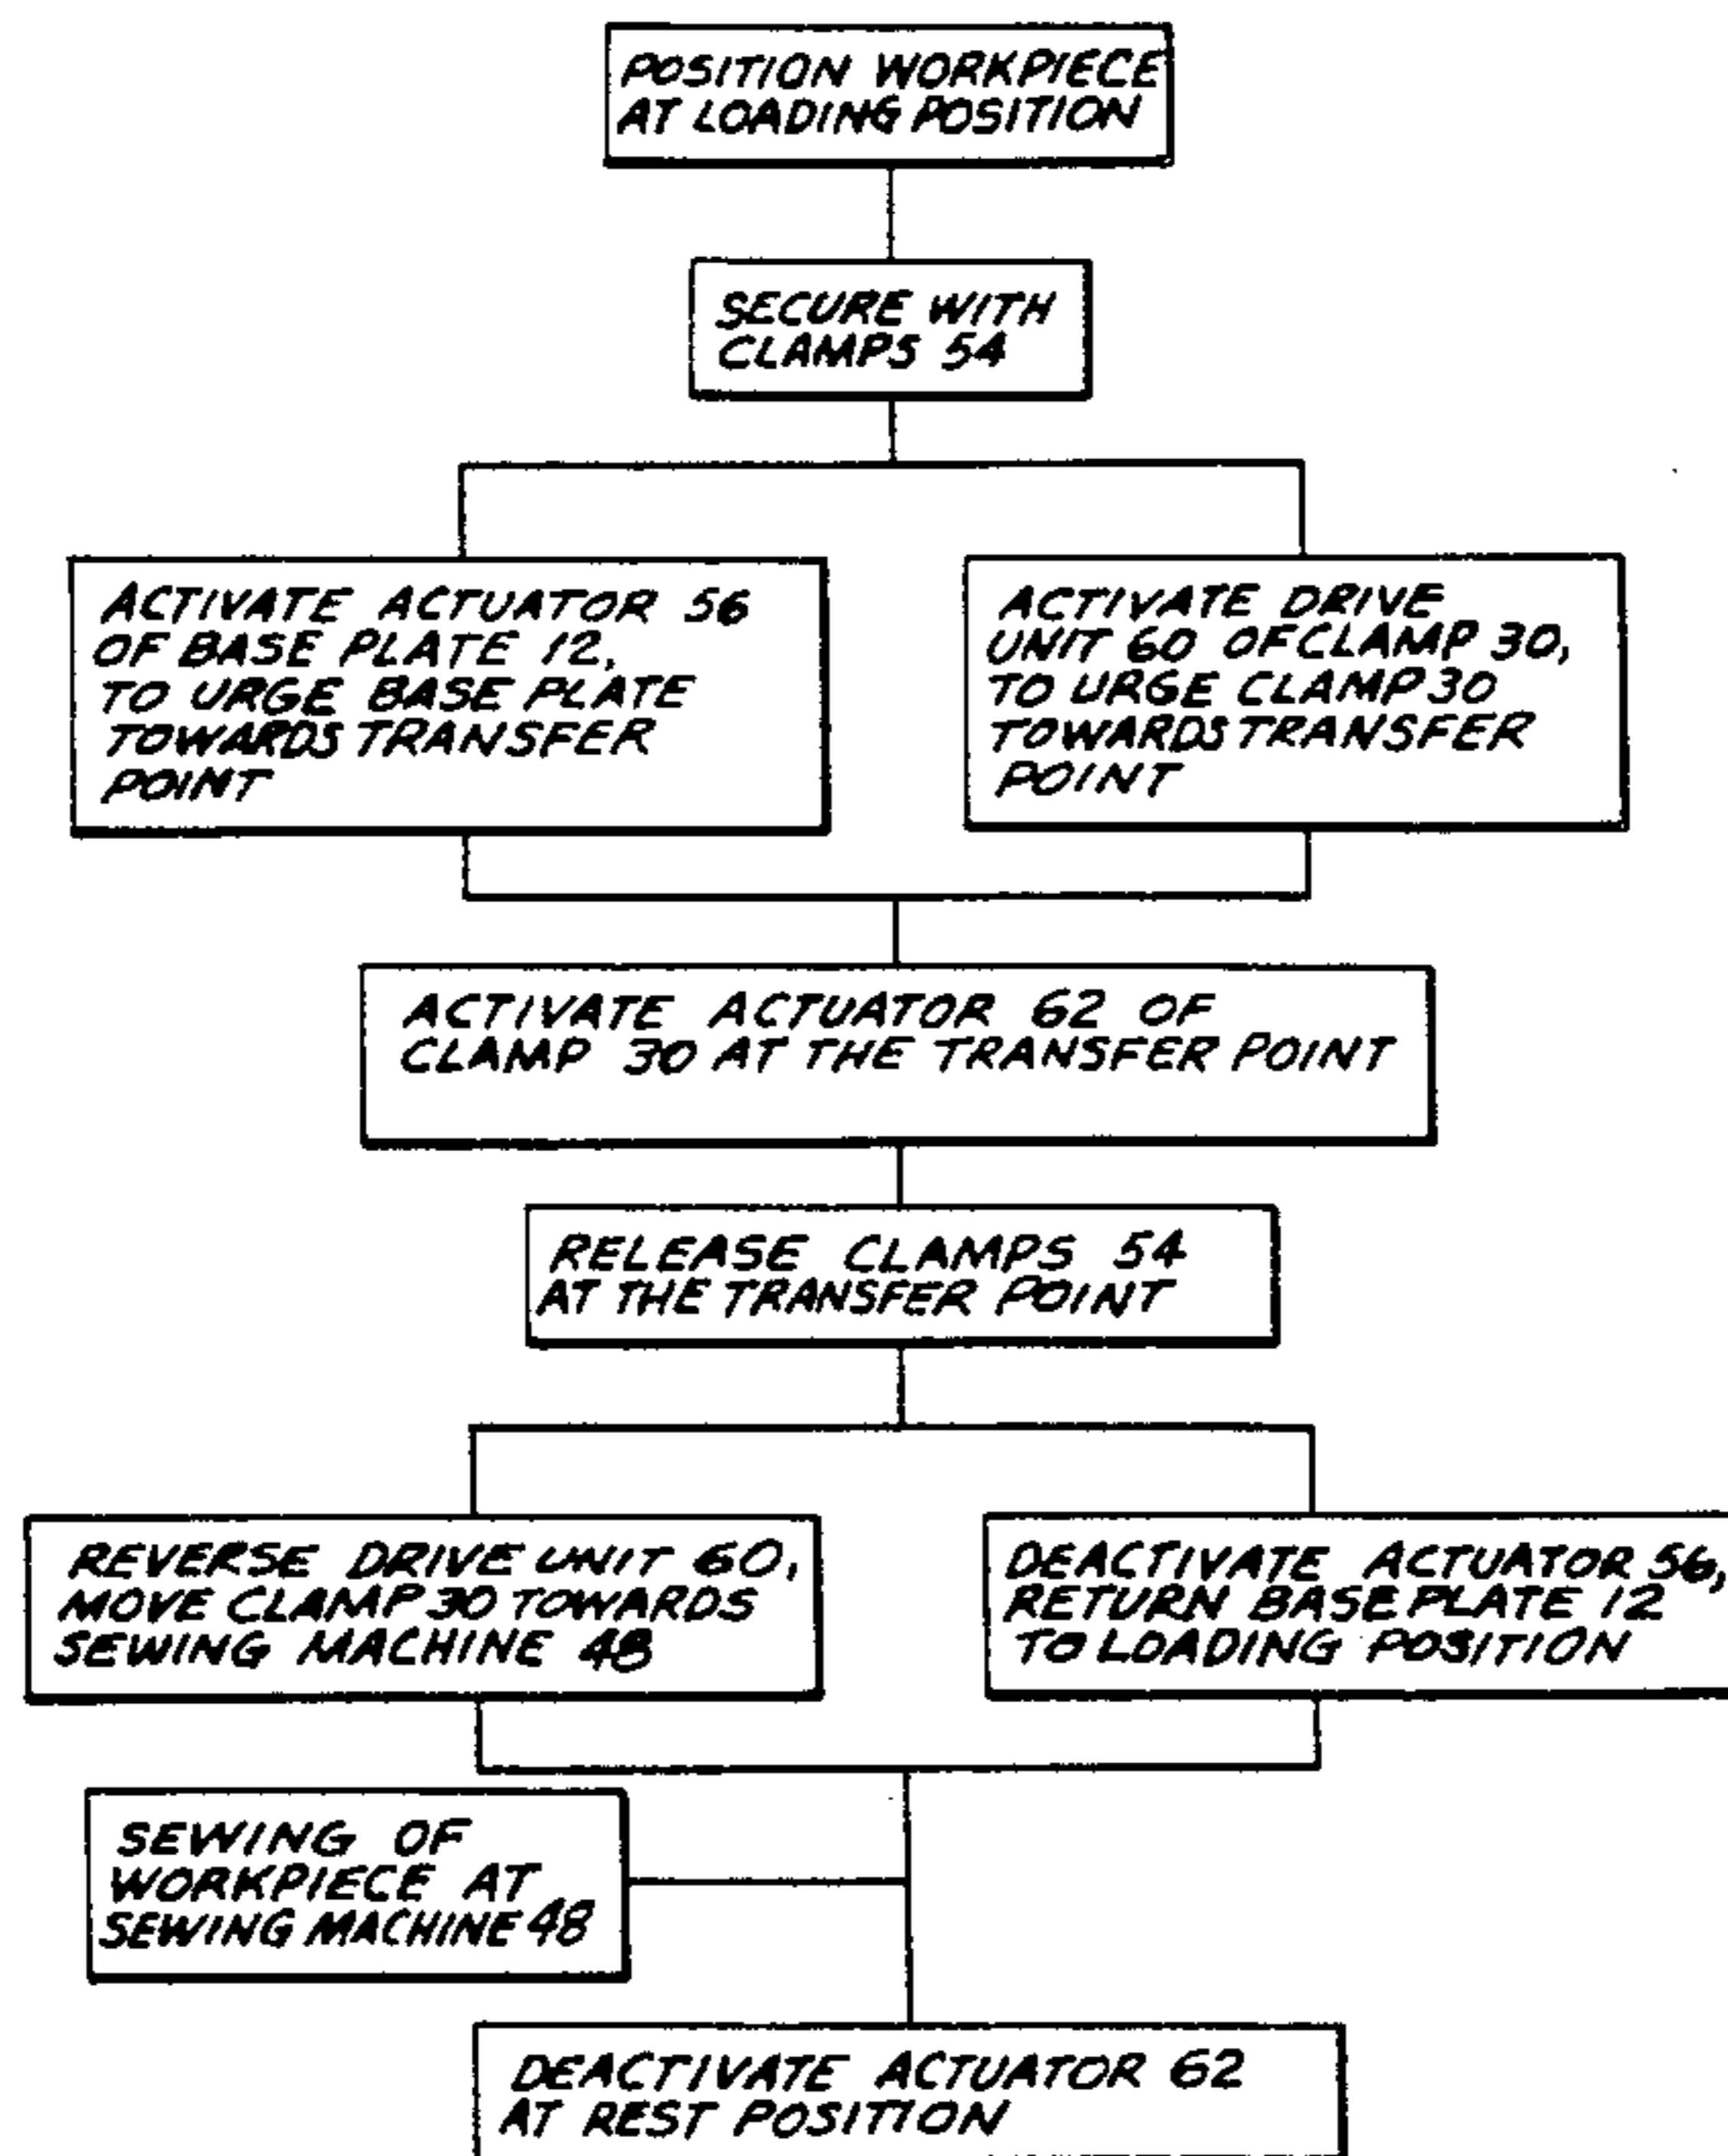 POSITION WORKPIECE
AT LOADING POSITION
SECURE WITH
CLAMPS 54
ACTIVATE ACTUATOR 56
OF BASE PLATE 12,
TO URGE BASE PLATE
TOWARDS TRANSFER
POINT
ACTIVATE DRIVE
UNIT 60 OF CLAMP 30,
TO URGE CLAMP 30
TOWARDS TRANSFER
POINT
ACTIVATE ACTUATOR 62 OF
CLAMP 30 AT THE TRANSFER POINT
RELEASE CLAMPS 54
AT THE TRANSFER POINT
REVERSE DRIVE UNIT 60,
MOVE CLAMP 30 TOWARDS
SEWING MACHINE 48
DEACTIVATE ACTUATOR 56,
RETURN BASE PLATE 12
TO LOADING POSITION
SEWING OF
WORKPIECE AT
SEWING MACHINE 48
DEACTIVATE ACTUATOR 62
AT REST POSITION